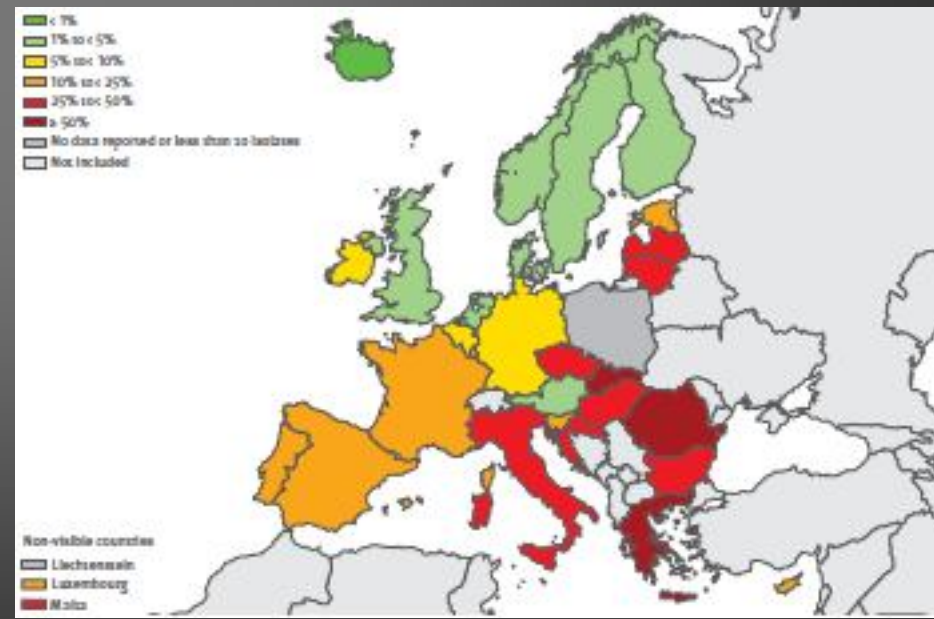 < 1%
1% to < 5%
5% to < 10%
10% to < 25%
25% to < 50%
≥ 50%
No data reported or less than 10 isolates
Not included
Non-visible countries
Liechtenstein
Luxembourg
Malta